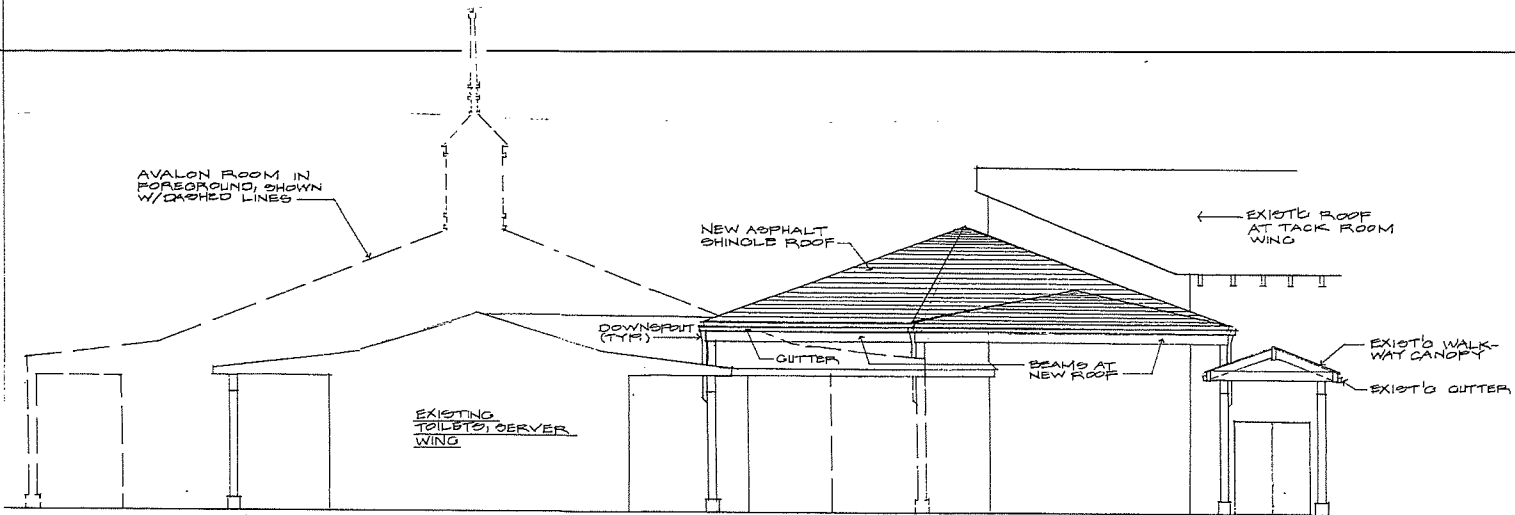 AVALON ROOM IN
FOREGROUND, SHOWN
W/DASHED LINES
NEW ASPHALT
SHINGLE ROOF
EXIST'G ROOF
AT TACK ROOM
WING
DOWNSPOUT
(TYP.)
GUTTER
BEAMS AT
NEW ROOF
EXIST'G WALK-
WAY CANOPY
EXIST'G GUTTER
EXISTING
TOILETS, SERVER
WING